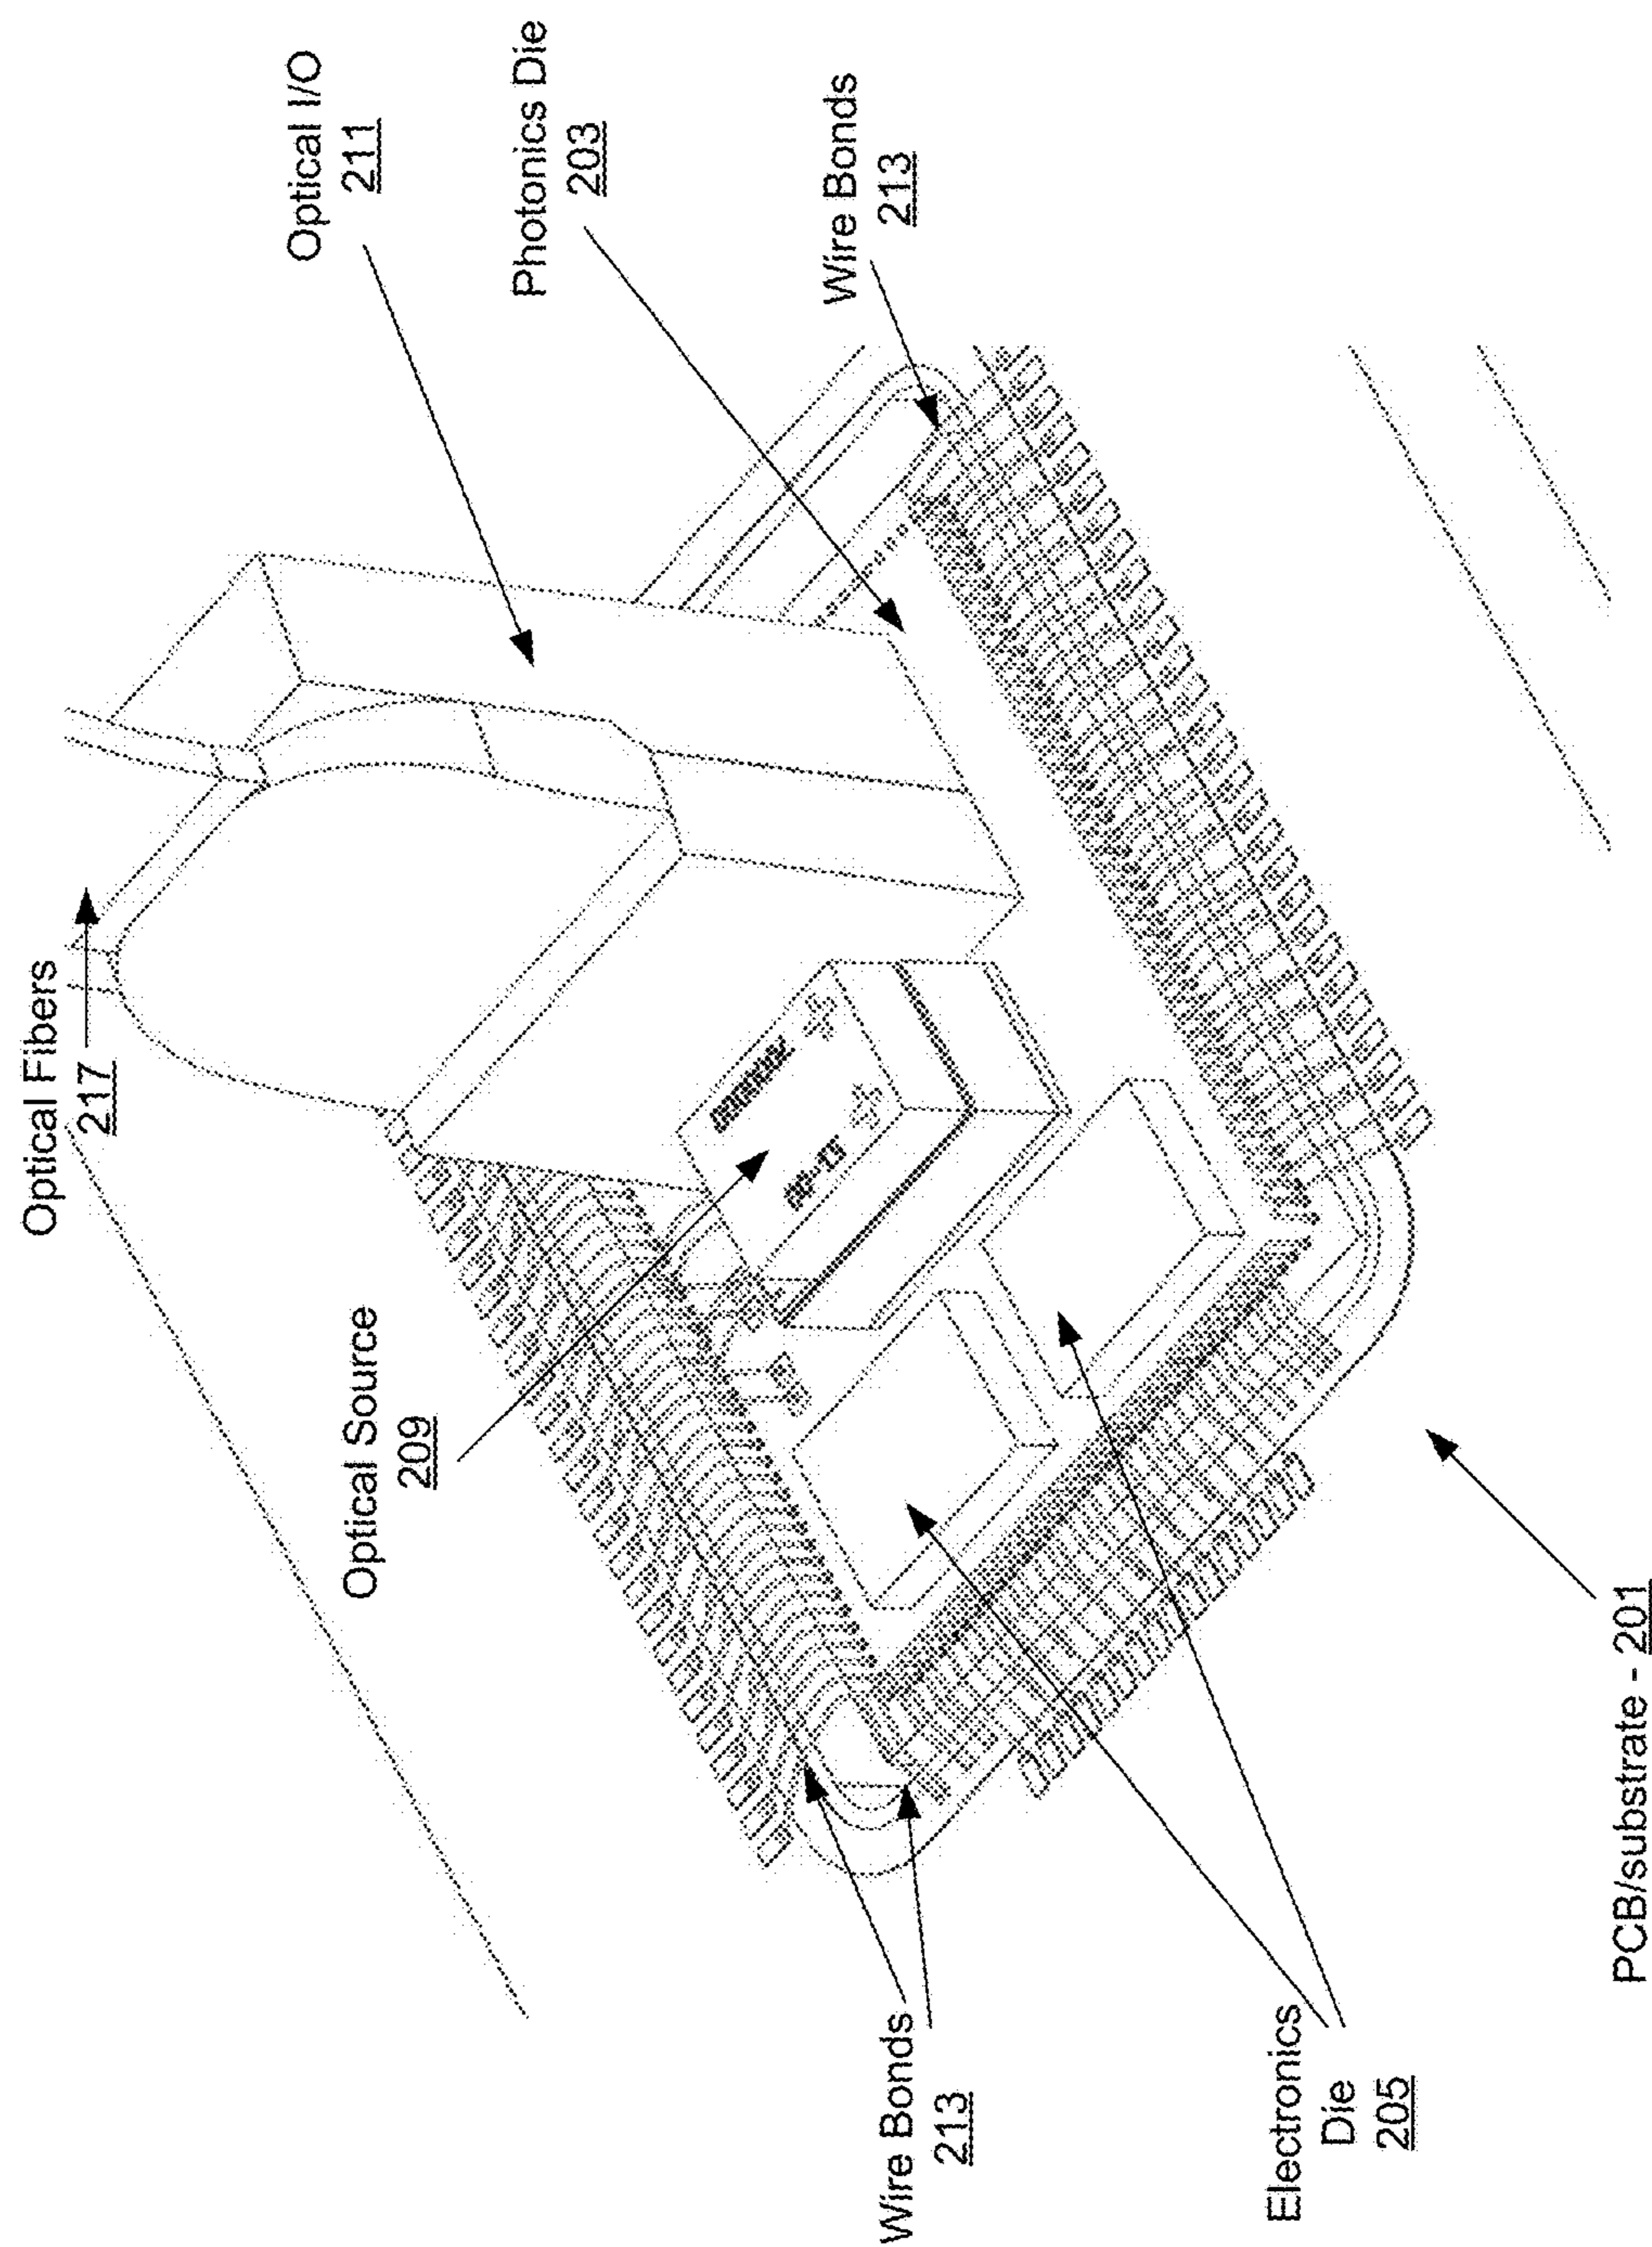 Optical Fibers
217
Optical I/O
211
Photonics Die
203
Wire Bonds
213
Optical Source
209
Wire Bonds
213
Electronics
Die
205
PCB/substrate - 201